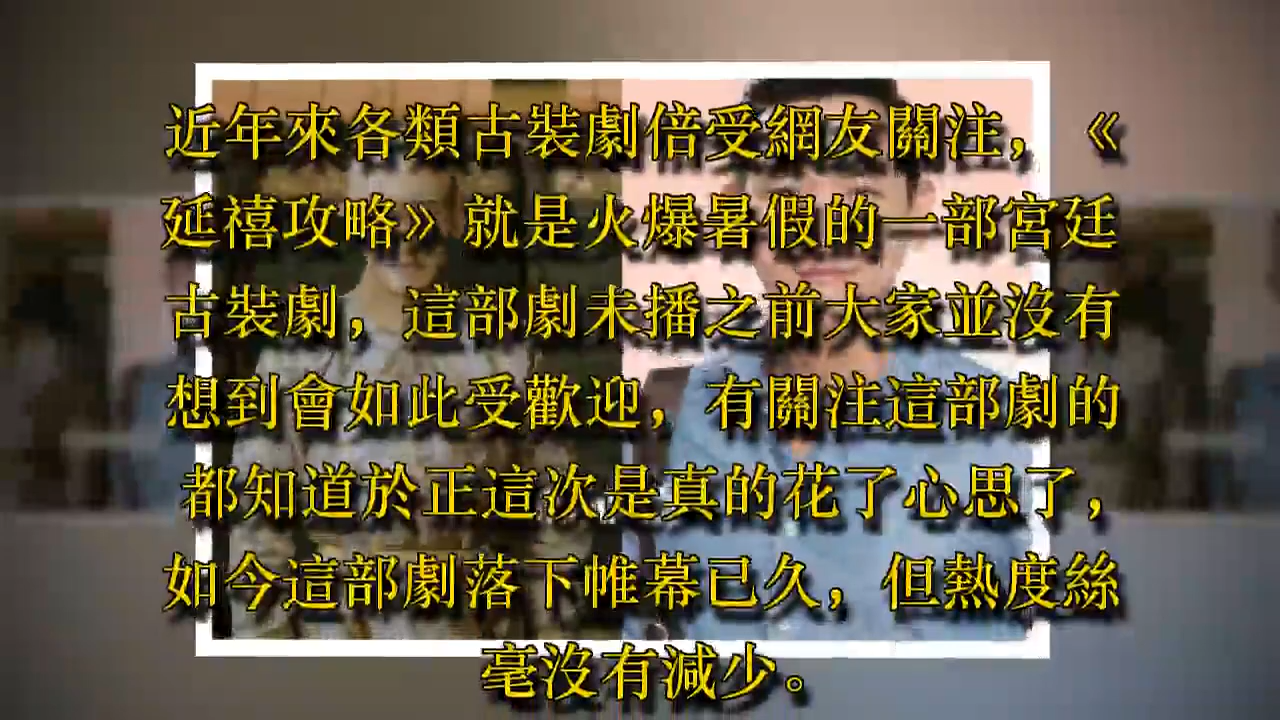 近年來各類古裝劇倍受網友關注，《
延禧攻略》就是火爆暑假的一部宮廷
古裝劇，這部劇未播之前大家並沒有
想到會如此受歡迎，有關注這部劇的
都知道於正這次是真的花了心思了，
如今這部劇落下帷幕已久，但熱度絲
毫沒有減少。